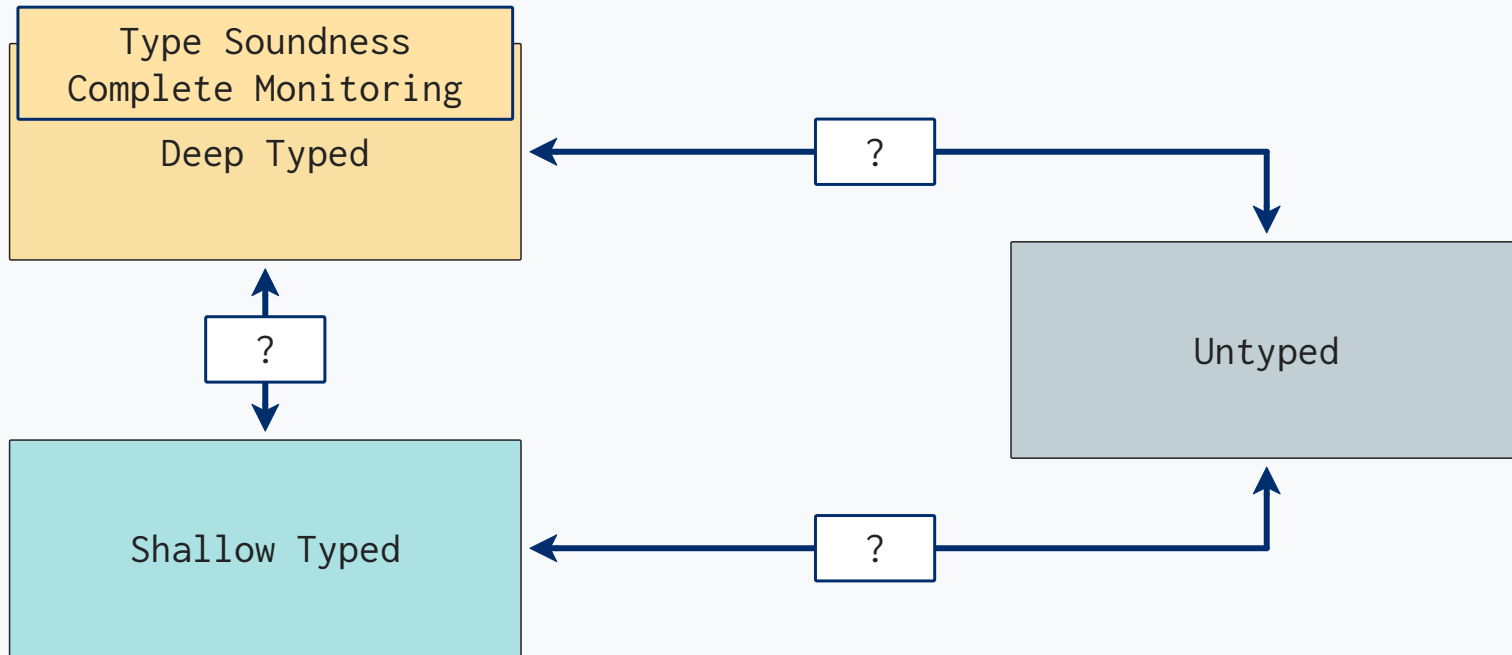 Type Soundness
Complete Monitoring
Deep Typed
?
?
Untyped
Shallow Typed
?